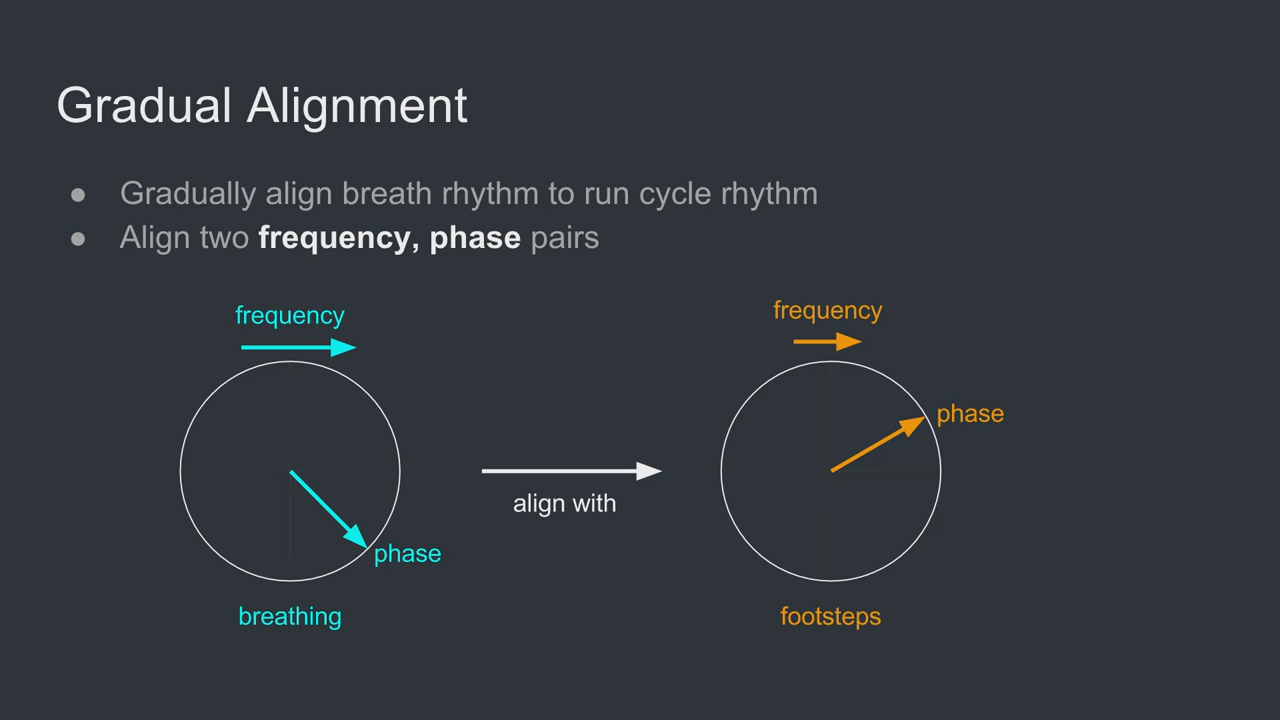 Gradual Alignment
● Gradually align breath rhythm to run cycle rhythm
● Align two frequency, phase pairs
frequency
frequency
phase
align with
phase
breathing
footsteps